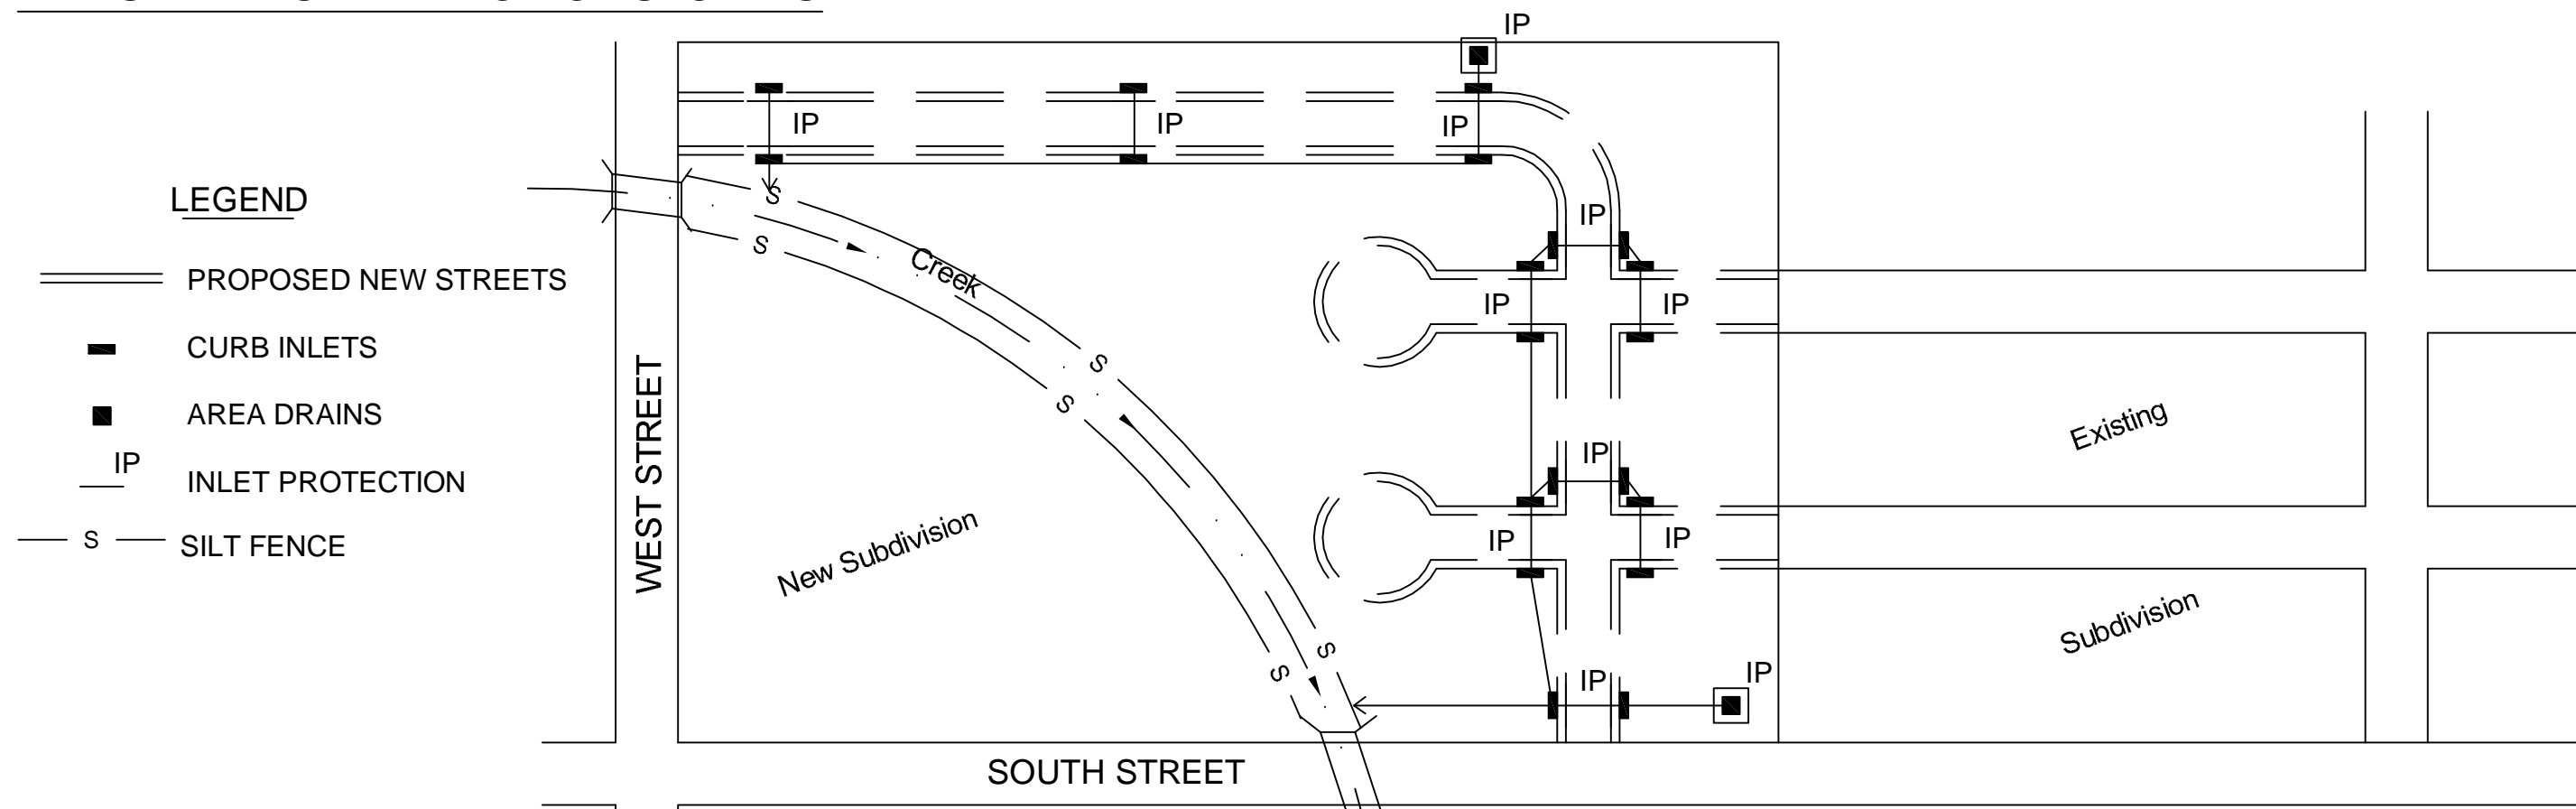 IP
IP
IP
IP
LEGEND
IP
PROPOSED NEW STREETS
IP
IP
CURB INLETS
AREA DRAINS
IP
INLET PROTECTION
S
SILT FENCE
WEST STREET
S
S
Creek
S
S
New Subdivision
S
S
IP
IP
IP
IP
IP
Existing
Subdivision
SOUTH STREET